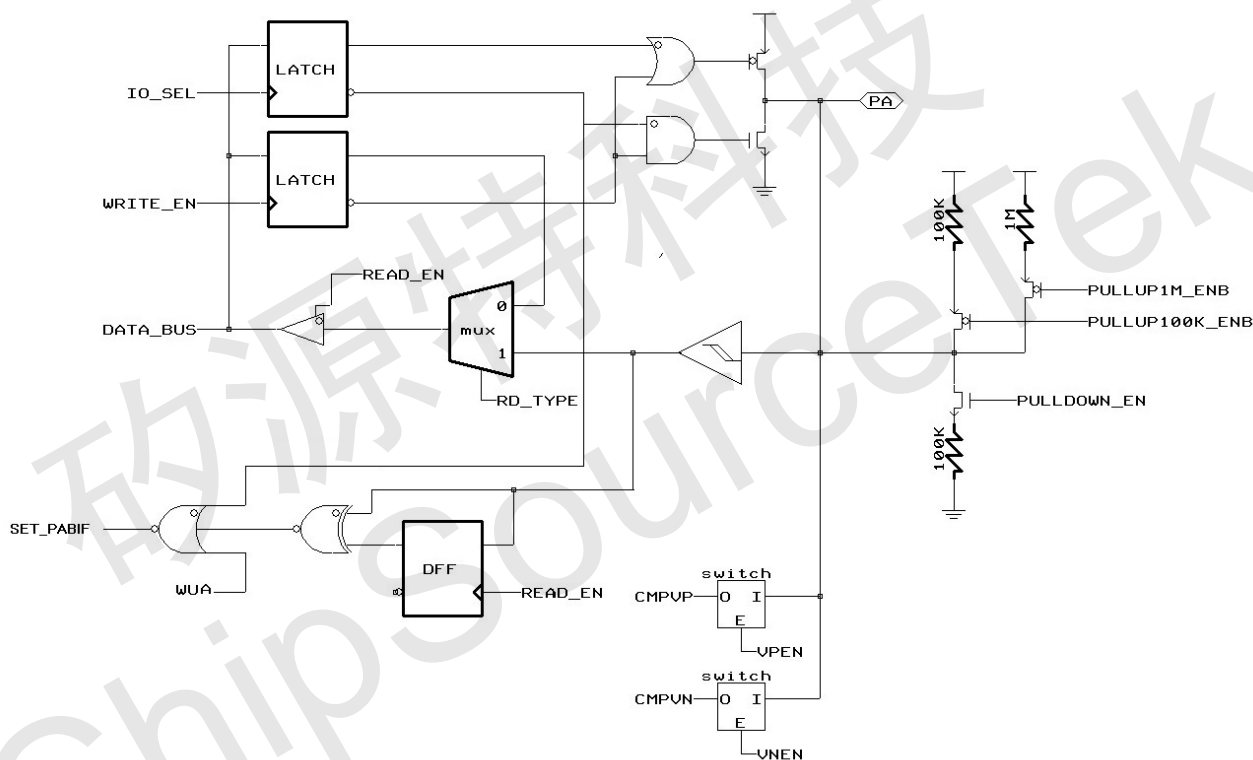 LATCH
IO_SEL
PA
LATCH
WRITE_EN
100K
1M
READ_EN
0
PULLUP1M_ENB
DATA_BUS
mux
PULLUP100K_ENB
1
RD_TYPE
PULLDOWN_EN
100K
SET_PABIF
DFF
WUA
READ_EN
switch
CMPVP
O I
E
VPEN
switch
CMPVN
O I
E
VNEN
矽源特科技
ChipSourceTek